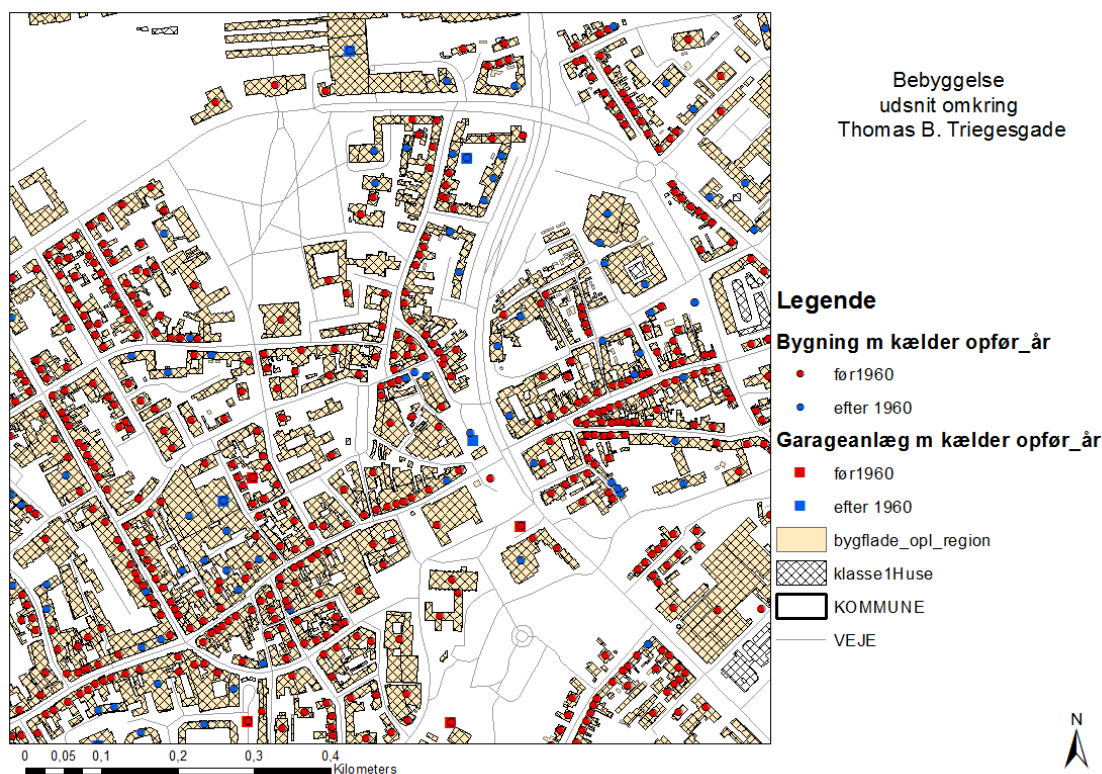 Bebyggelse
udsnit omkring
Thomas B. Triegesgade
Legende
Bygning m kælder opfør_år
før1960
efter 1960
Garageanlæg m kælder opfør_år
før1960
efter 1960
bygflade_opl_region
klasse1Huse
KOMMUNE
VEJE
N
0 0,05 0,1 0,2 0,3 0,4
Kilometers